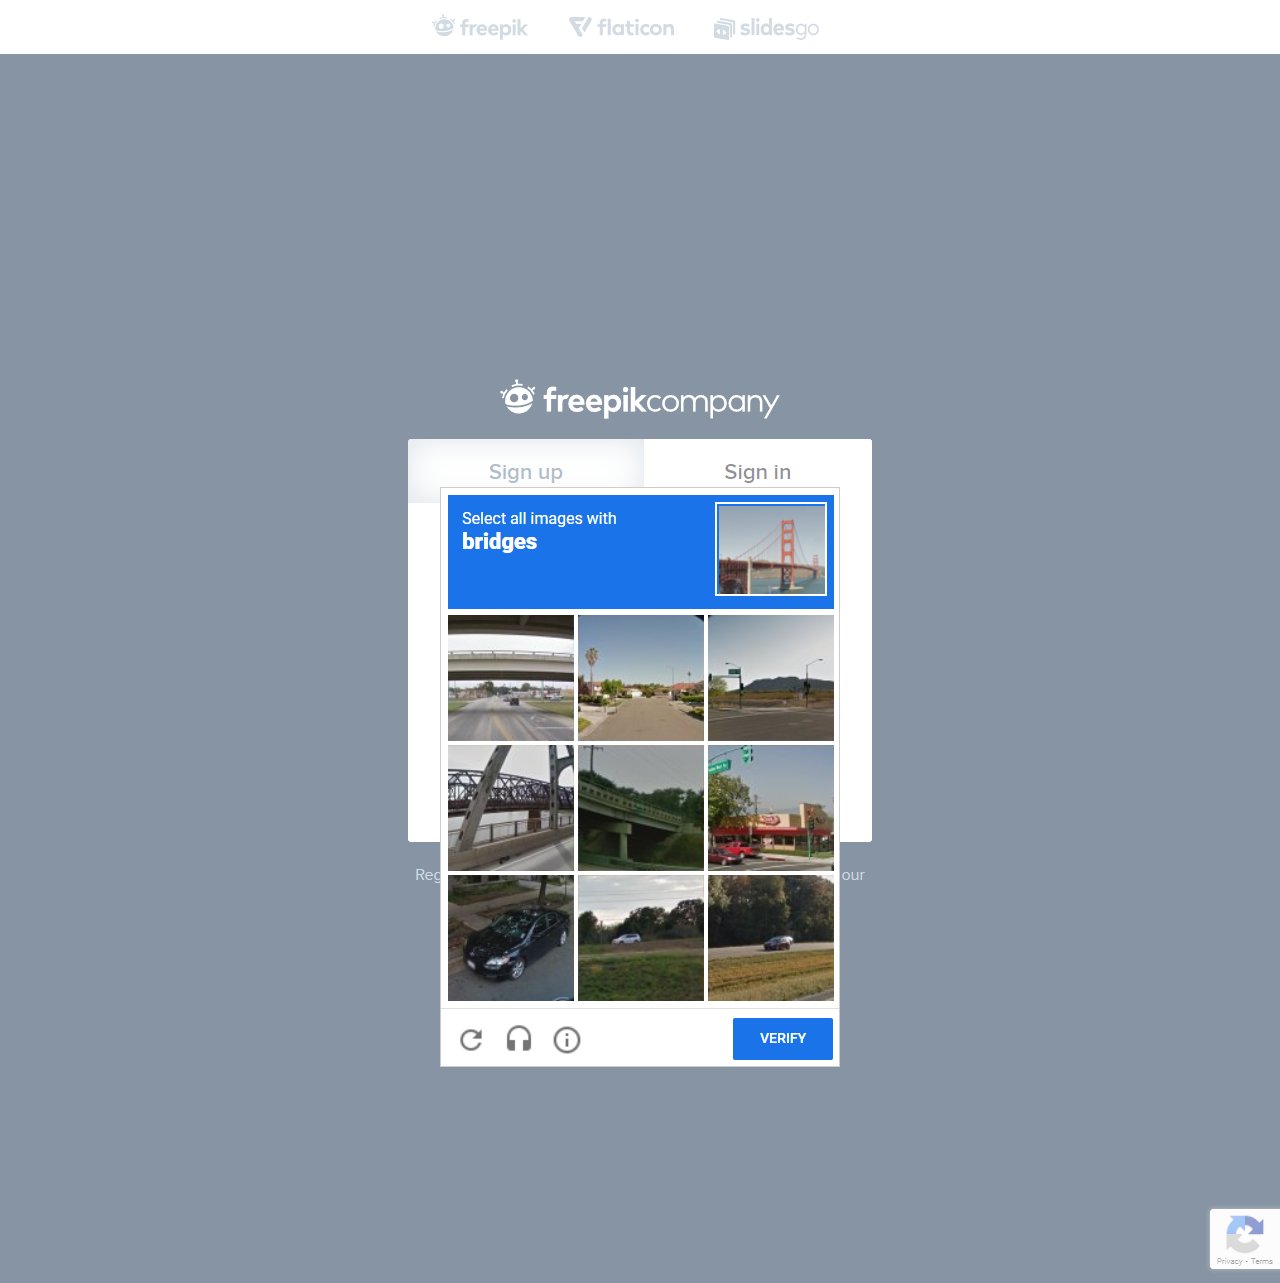 freepik flaticon slidesgo
freepikcompany
Sign up Sign in
Select all images with
bridges
Reg our
VERIFY
Privacy - Terms